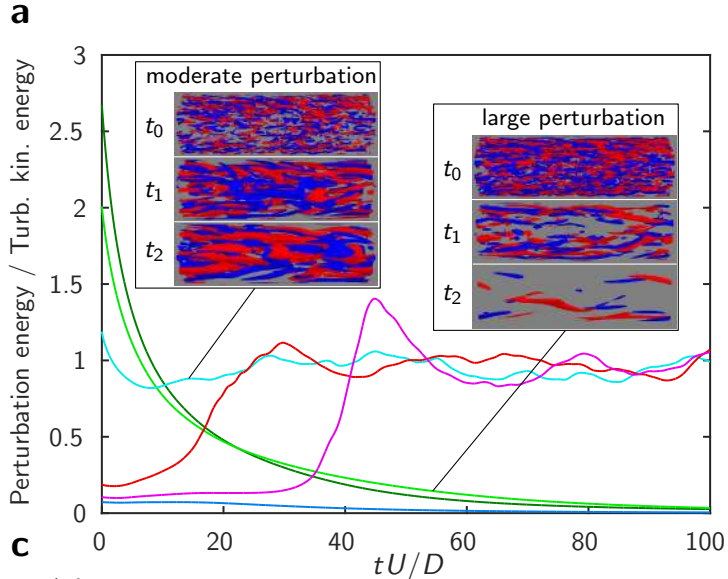 a
Perturbation energy / Turb. kin. energy
3
2.5
2
1.5
1
0.5
0
moderate perturbation
t0
t1
t2
large perturbation
t0
t1
t2
0 20 40 60 80 100
tU/D
c